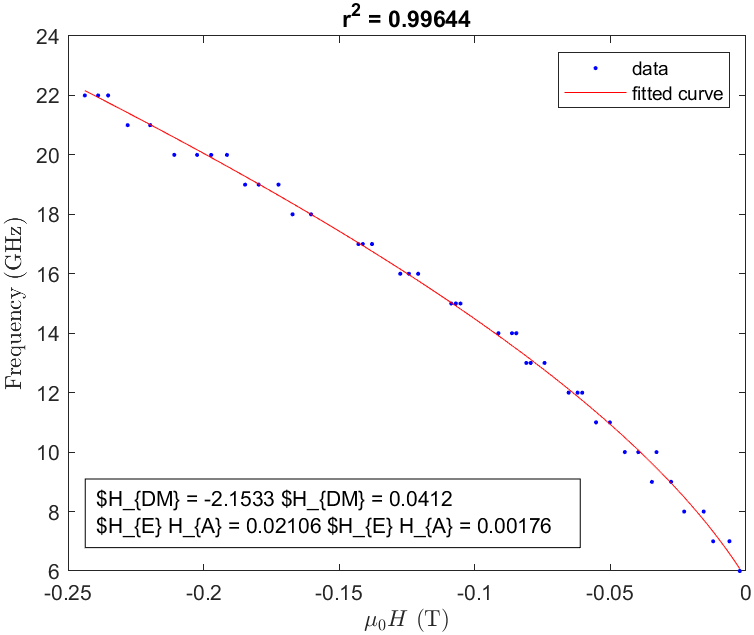 r² = 0.99644
24
22
20
18
16
14
12
10
8
6
Frequency (GHz)
data
fitted curve
$H_{DM} = -2.1533 $H_{DM} = 0.0412
$H_{E} H_{A} = 0.02106 $H_{E} H_{A} = 0.00176
-0.25 -0.2 -0.15 -0.1 -0.05 0
μ₀H (T)